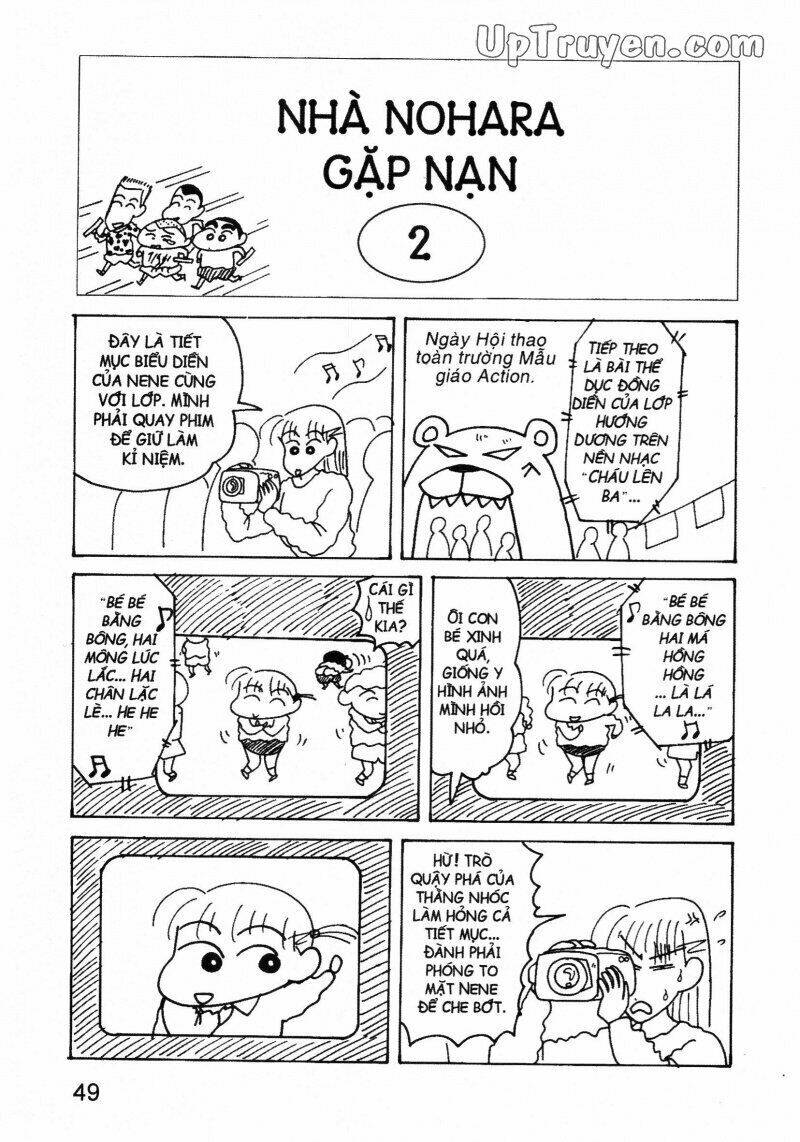 UpTruyen.com
NHÀ NOHARA
GẶP NẠN
2
Ngày Hội thao
toàn trường Mẫu
giáo Action.
TIẾP THEO
LÀ BÀI THỂ
DỤC ĐỒNG
DIỄN CỦA LỚP
HƯỚNG
DƯƠNG TRÊN
NỀN NHẠC
"CHÁU LÊN
BA"...
ĐÂY LÀ TIẾT
MỤC BIỂU DIỄN
CỦA NENE CÙNG
VỚI LỚP. MÌNH
PHẢI QUAY PHIM
ĐỂ GIỮ LÀM
KỈ NIỆM.
"BÉ BÉ
BẰNG BÔNG
HAI MÁ
HỒNG
HỒNG
... LÀ LÁ
LA LA..."
ÔI CON
BÉ XINH
QUÁ,
GIỐNG Y
HÌNH ẢNH
MÌNH HỒI
NHỎ.
CÁI GÌ
THẾ
KIA?
"BÉ BÉ
BẰNG
BÔNG, HAI
MÔNG LÚC
LẮC... HAI
CHÂN LẶC
LÈ... HE HE
HE"
HỪ! TRÒ
QUẬY PHÁ CỦA
THẰNG NHÓC
LÀM HỎNG CẢ
TIẾT MỤC...
ĐÀNH PHẢI
PHÓNG TO
MẶT NENE
ĐỂ CHE BỚT.
49